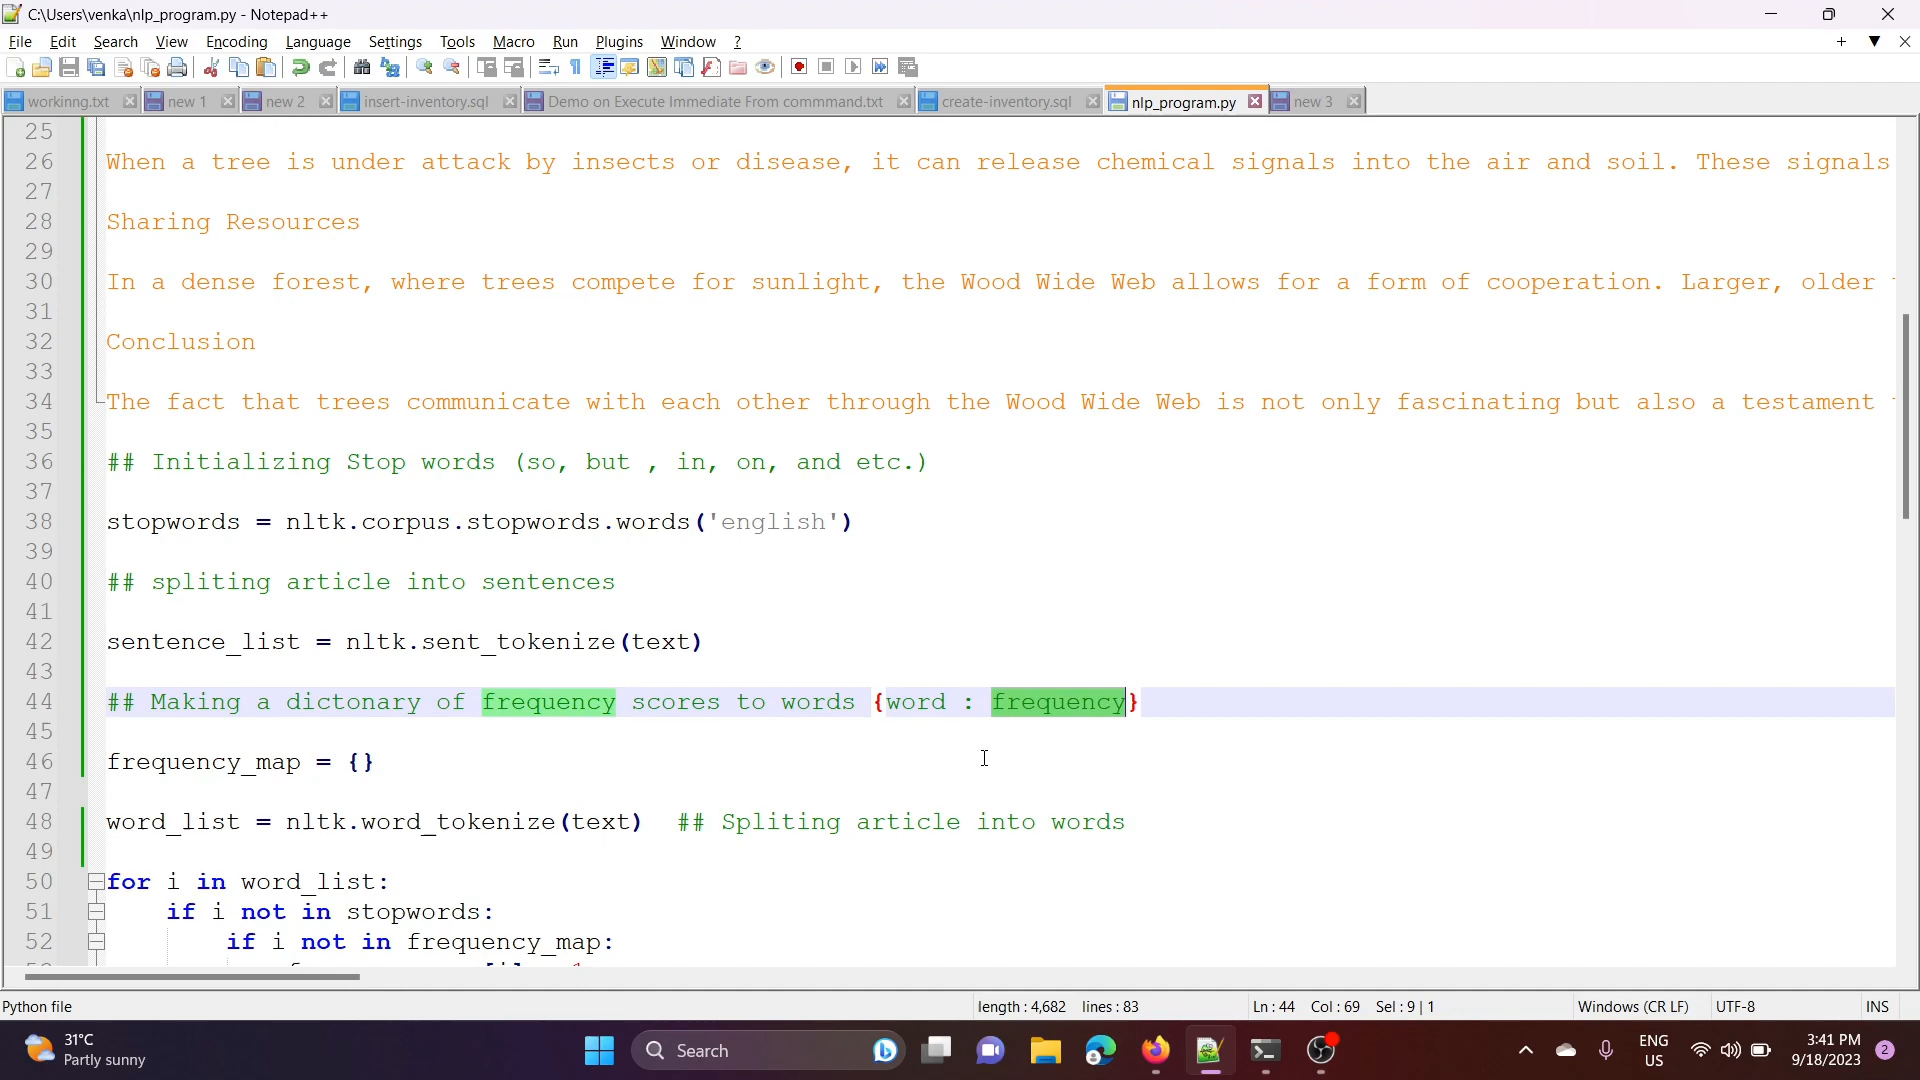 C:\Users\venka\nlp_program.py - Notepad++
File Edit Search View Encoding Language Settings Tools Macro Run Plugins Window ?
workinng.txt new 1 new 2 insert-inventory.sql Demo on Execute Immediate From commmand.txt create-inventory.sql nlp_program.py new 3
25
26 When a tree is under attack by insects or disease, it can release chemical signals into the air and soil. These signals
27
28 Sharing Resources
29
30 In a dense forest, where trees compete for sunlight, the Wood Wide Web allows for a form of cooperation. Larger, older
31
32 Conclusion
33
34 The fact that trees communicate with each other through the Wood Wide Web is not only fascinating but also a testament
35
36 ## Initializing Stop words (so, but , in, on, and etc.)
37
38 stopwords = nltk.corpus.stopwords.words('english')
39
40 ## spliting article into sentences
41
42 sentence_list = nltk.sent_tokenize(text)
43
44 ## Making a dictonary of frequency scores to words {word : frequency}
45
46 frequency_map = {}
47
48 word_list = nltk.word_tokenize(text)  ## Spliting article into words
49
50 for i in word_list:
51 if i not in stopwords:
52 if i not in frequency_map:
Python file length : 4,682 lines : 83 Ln : 44 Col : 69 Sel : 9 | 1 Windows (CR LF) UTF-8 INS
31°C
Partly sunny
Search
ENG
US
3:41 PM
9/18/2023
2